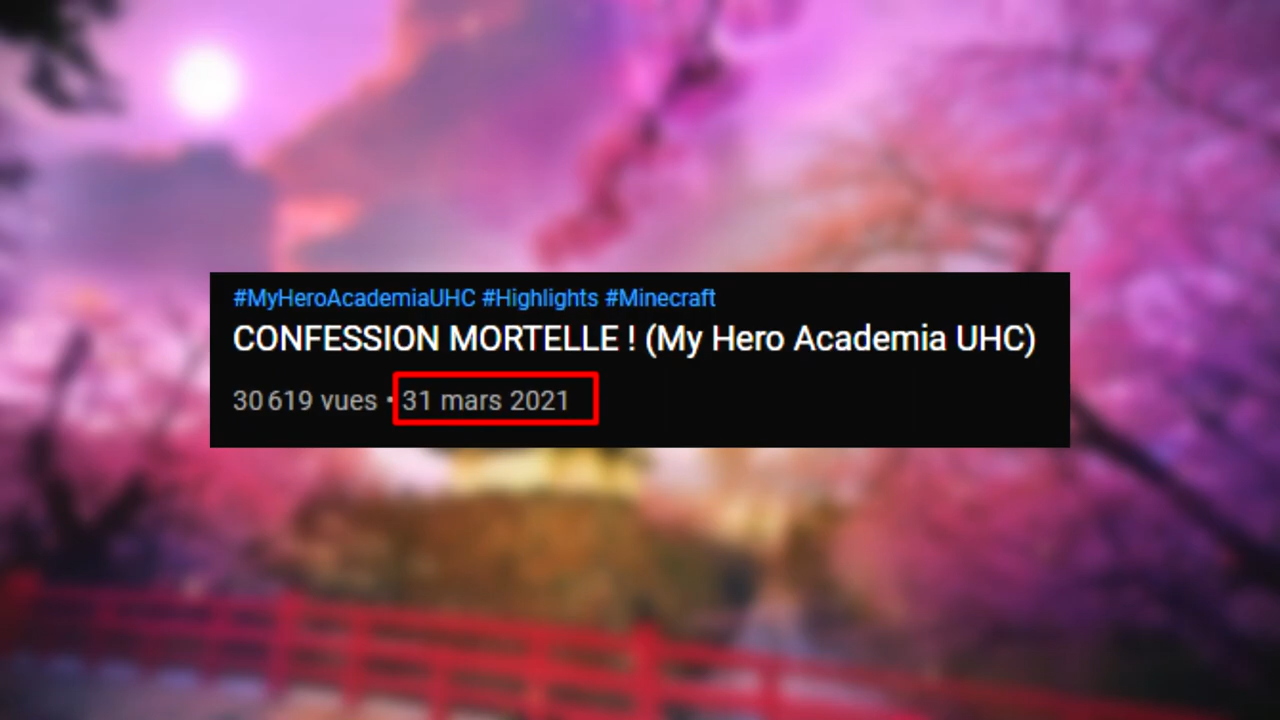 #MyHeroAcademiaUHC #Highlights #Minecraft
CONFESSION MORTELLE ! (My Hero Academia UHC)
30 619 vues • 31 mars 2021